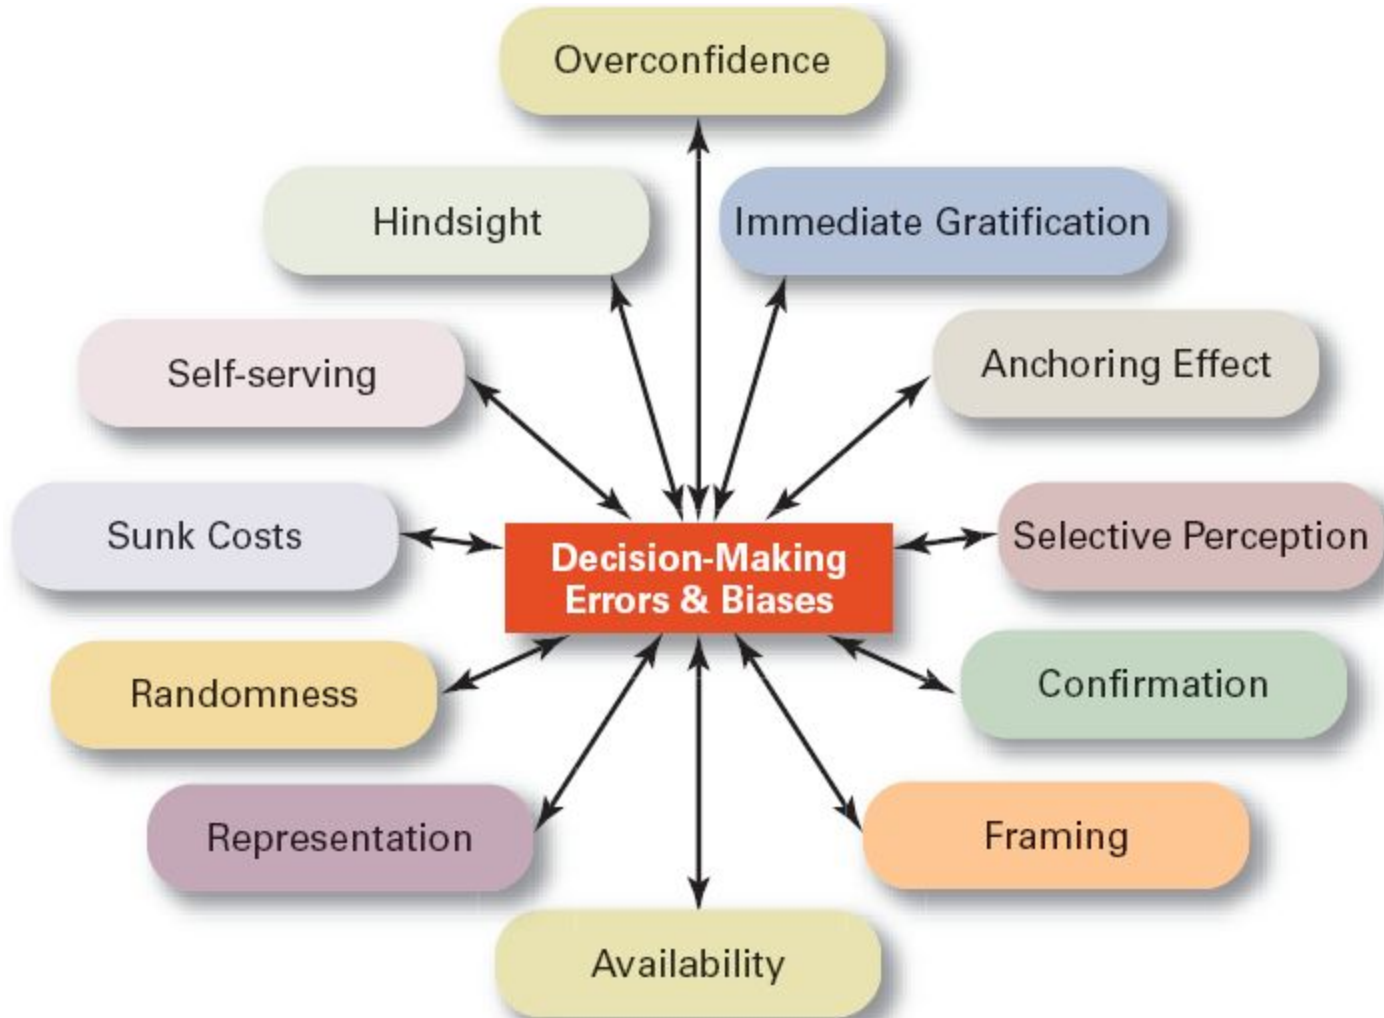 Overconfidence
Hindsight
Immediate Gratification
Self-serving
Anchoring Effect
Sunk Costs
Selective Perception
Decision-Making
Errors & Biases
Randomness
Confirmation
Representation
Framing
Availability